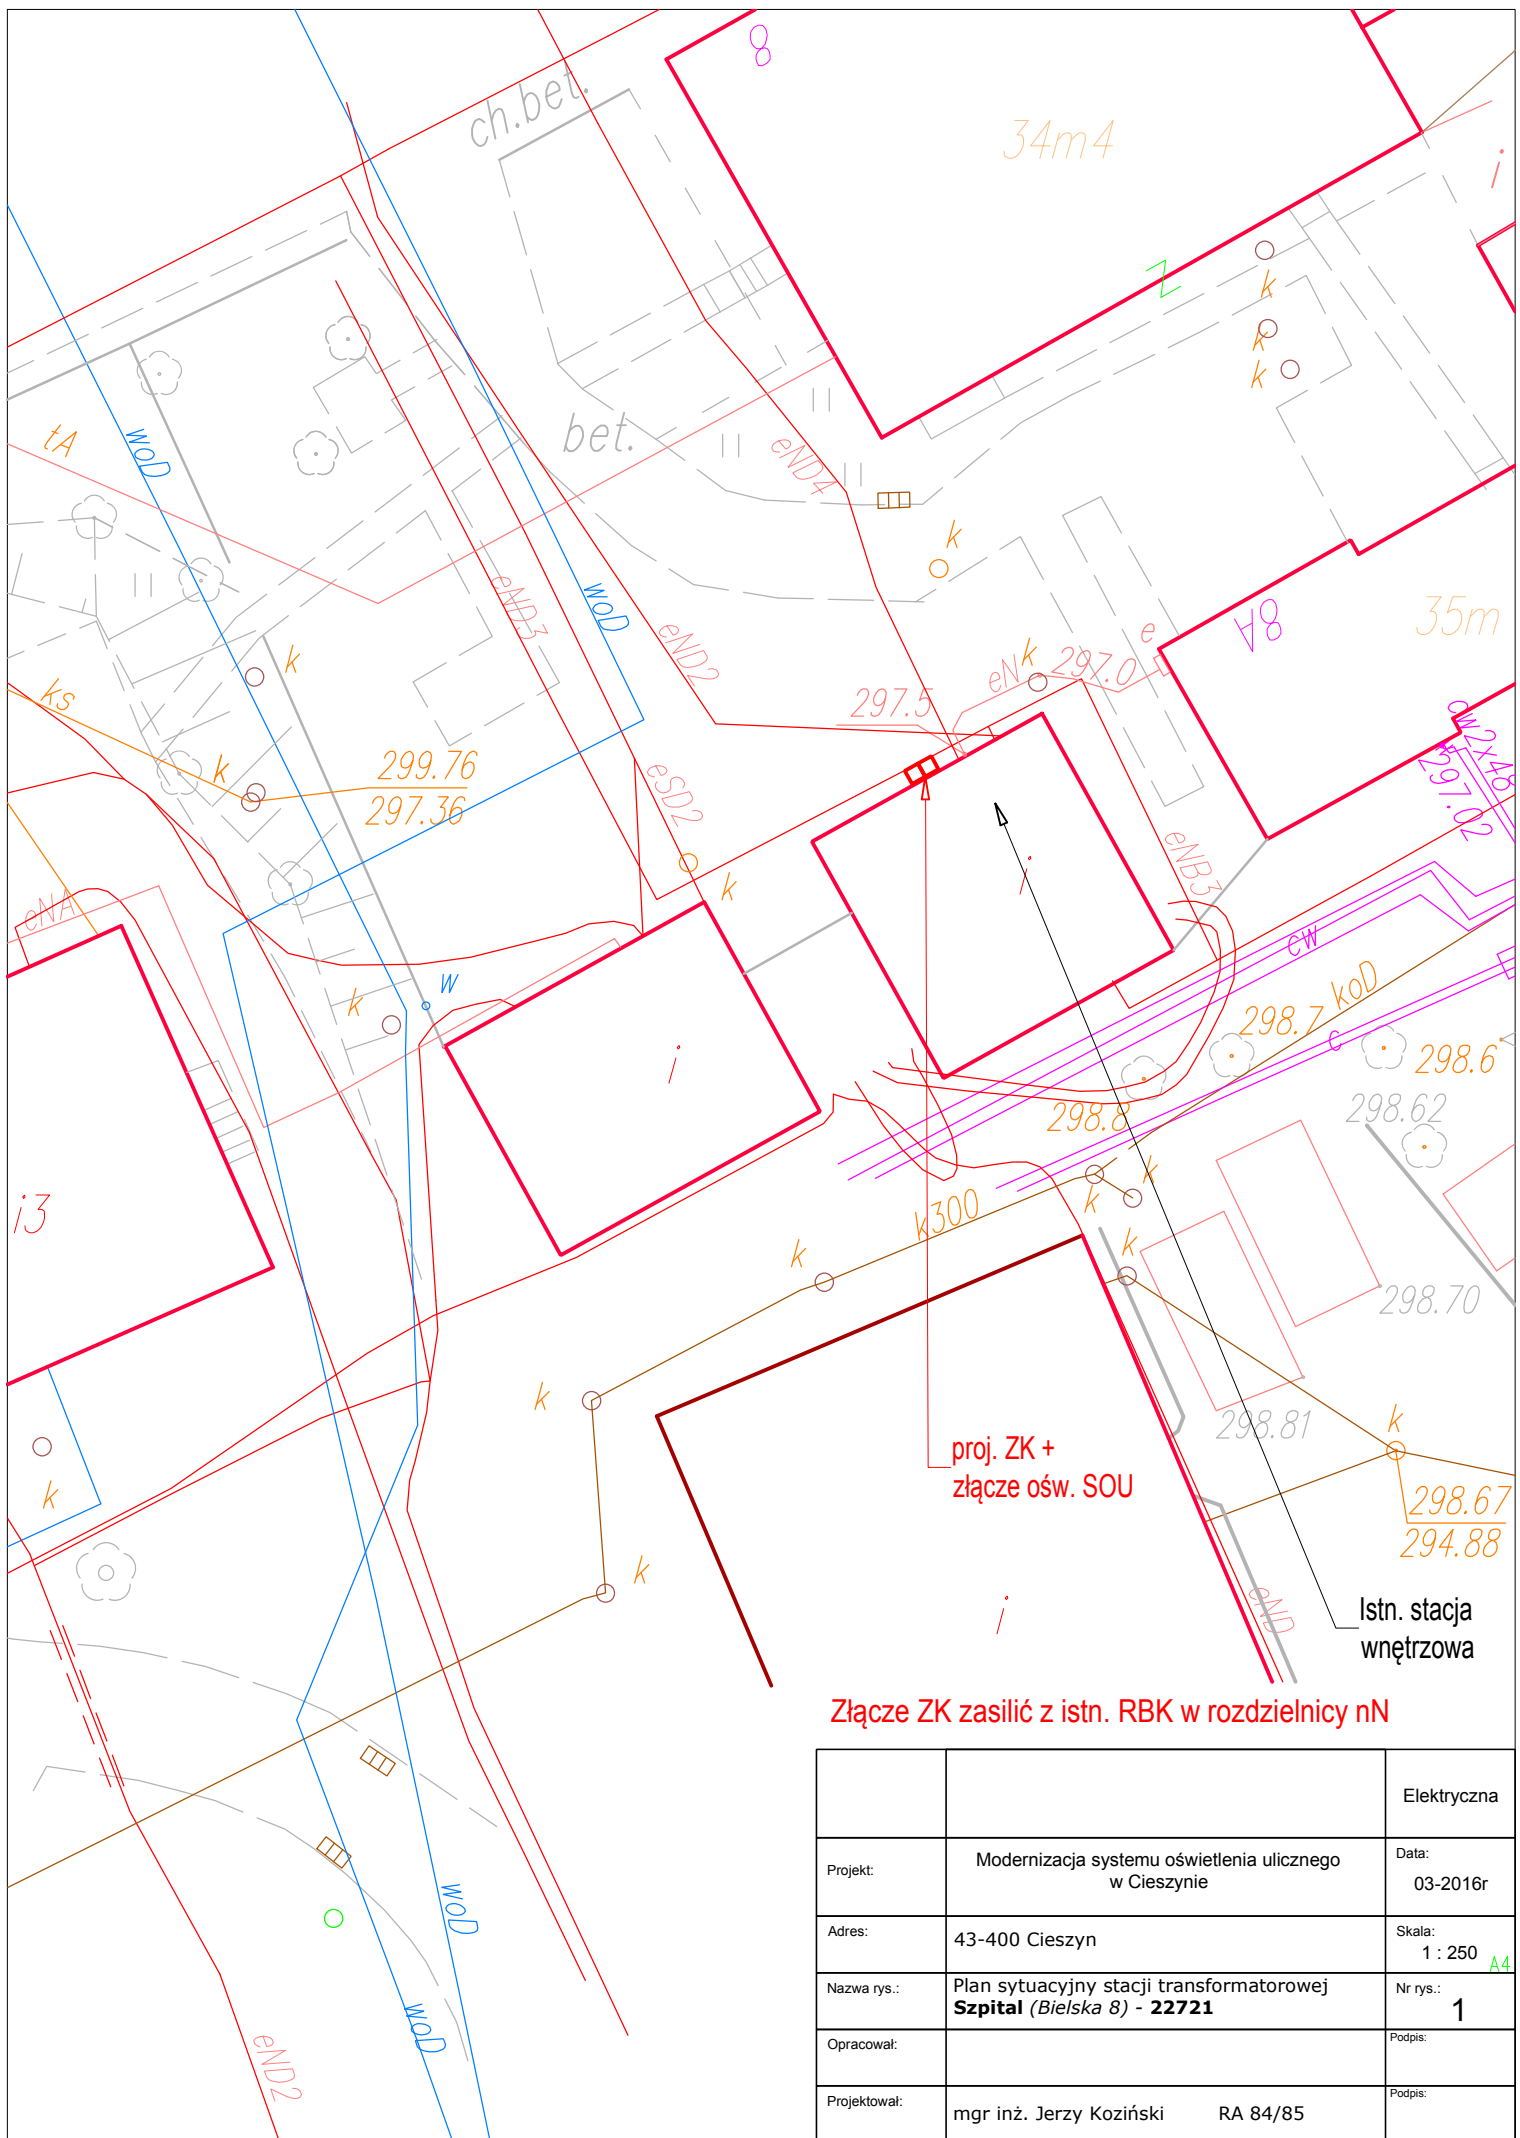 8
ch.bet.
34m4
i
Z
k
k
k
tA
woD
bet.
eND4
k
eND3
woD
eND2
8A
35m
e
k
ks
k
eN
k
297.0
297.5
cw2x48
297.02
299.76
297.36
eSD2
k
eNB3
i
eNA
w
k
cw
koD
298.7
c
298.6
298.62
298.8
i
i3
k300
k
k
k
k
298.70
k
298.81
k
proj. ZK +
złącze ośw. SOU
298.67
294.88
k
k
eND
i
Istn. stacja
wnętrzowa
Złącze ZK zasilić z istn. RBK w rozdzielnicy nN
woD
woD
eND2
Elektryczna
Projekt:
Modernizacja systemu oświetlenia ulicznego
w Cieszynie
Data:
03-2016r
Adres:
43-400 Cieszyn
Skala:
1 : 250
A4
Nazwa rys.:
Plan sytuacyjny stacji transformatorowej
Szpital (Bielska 8) - 22721
Nr rys.:
1
Opracował:
Podpis:
Projektował:
mgr inż. Jerzy Koziński RA 84/85
Podpis: